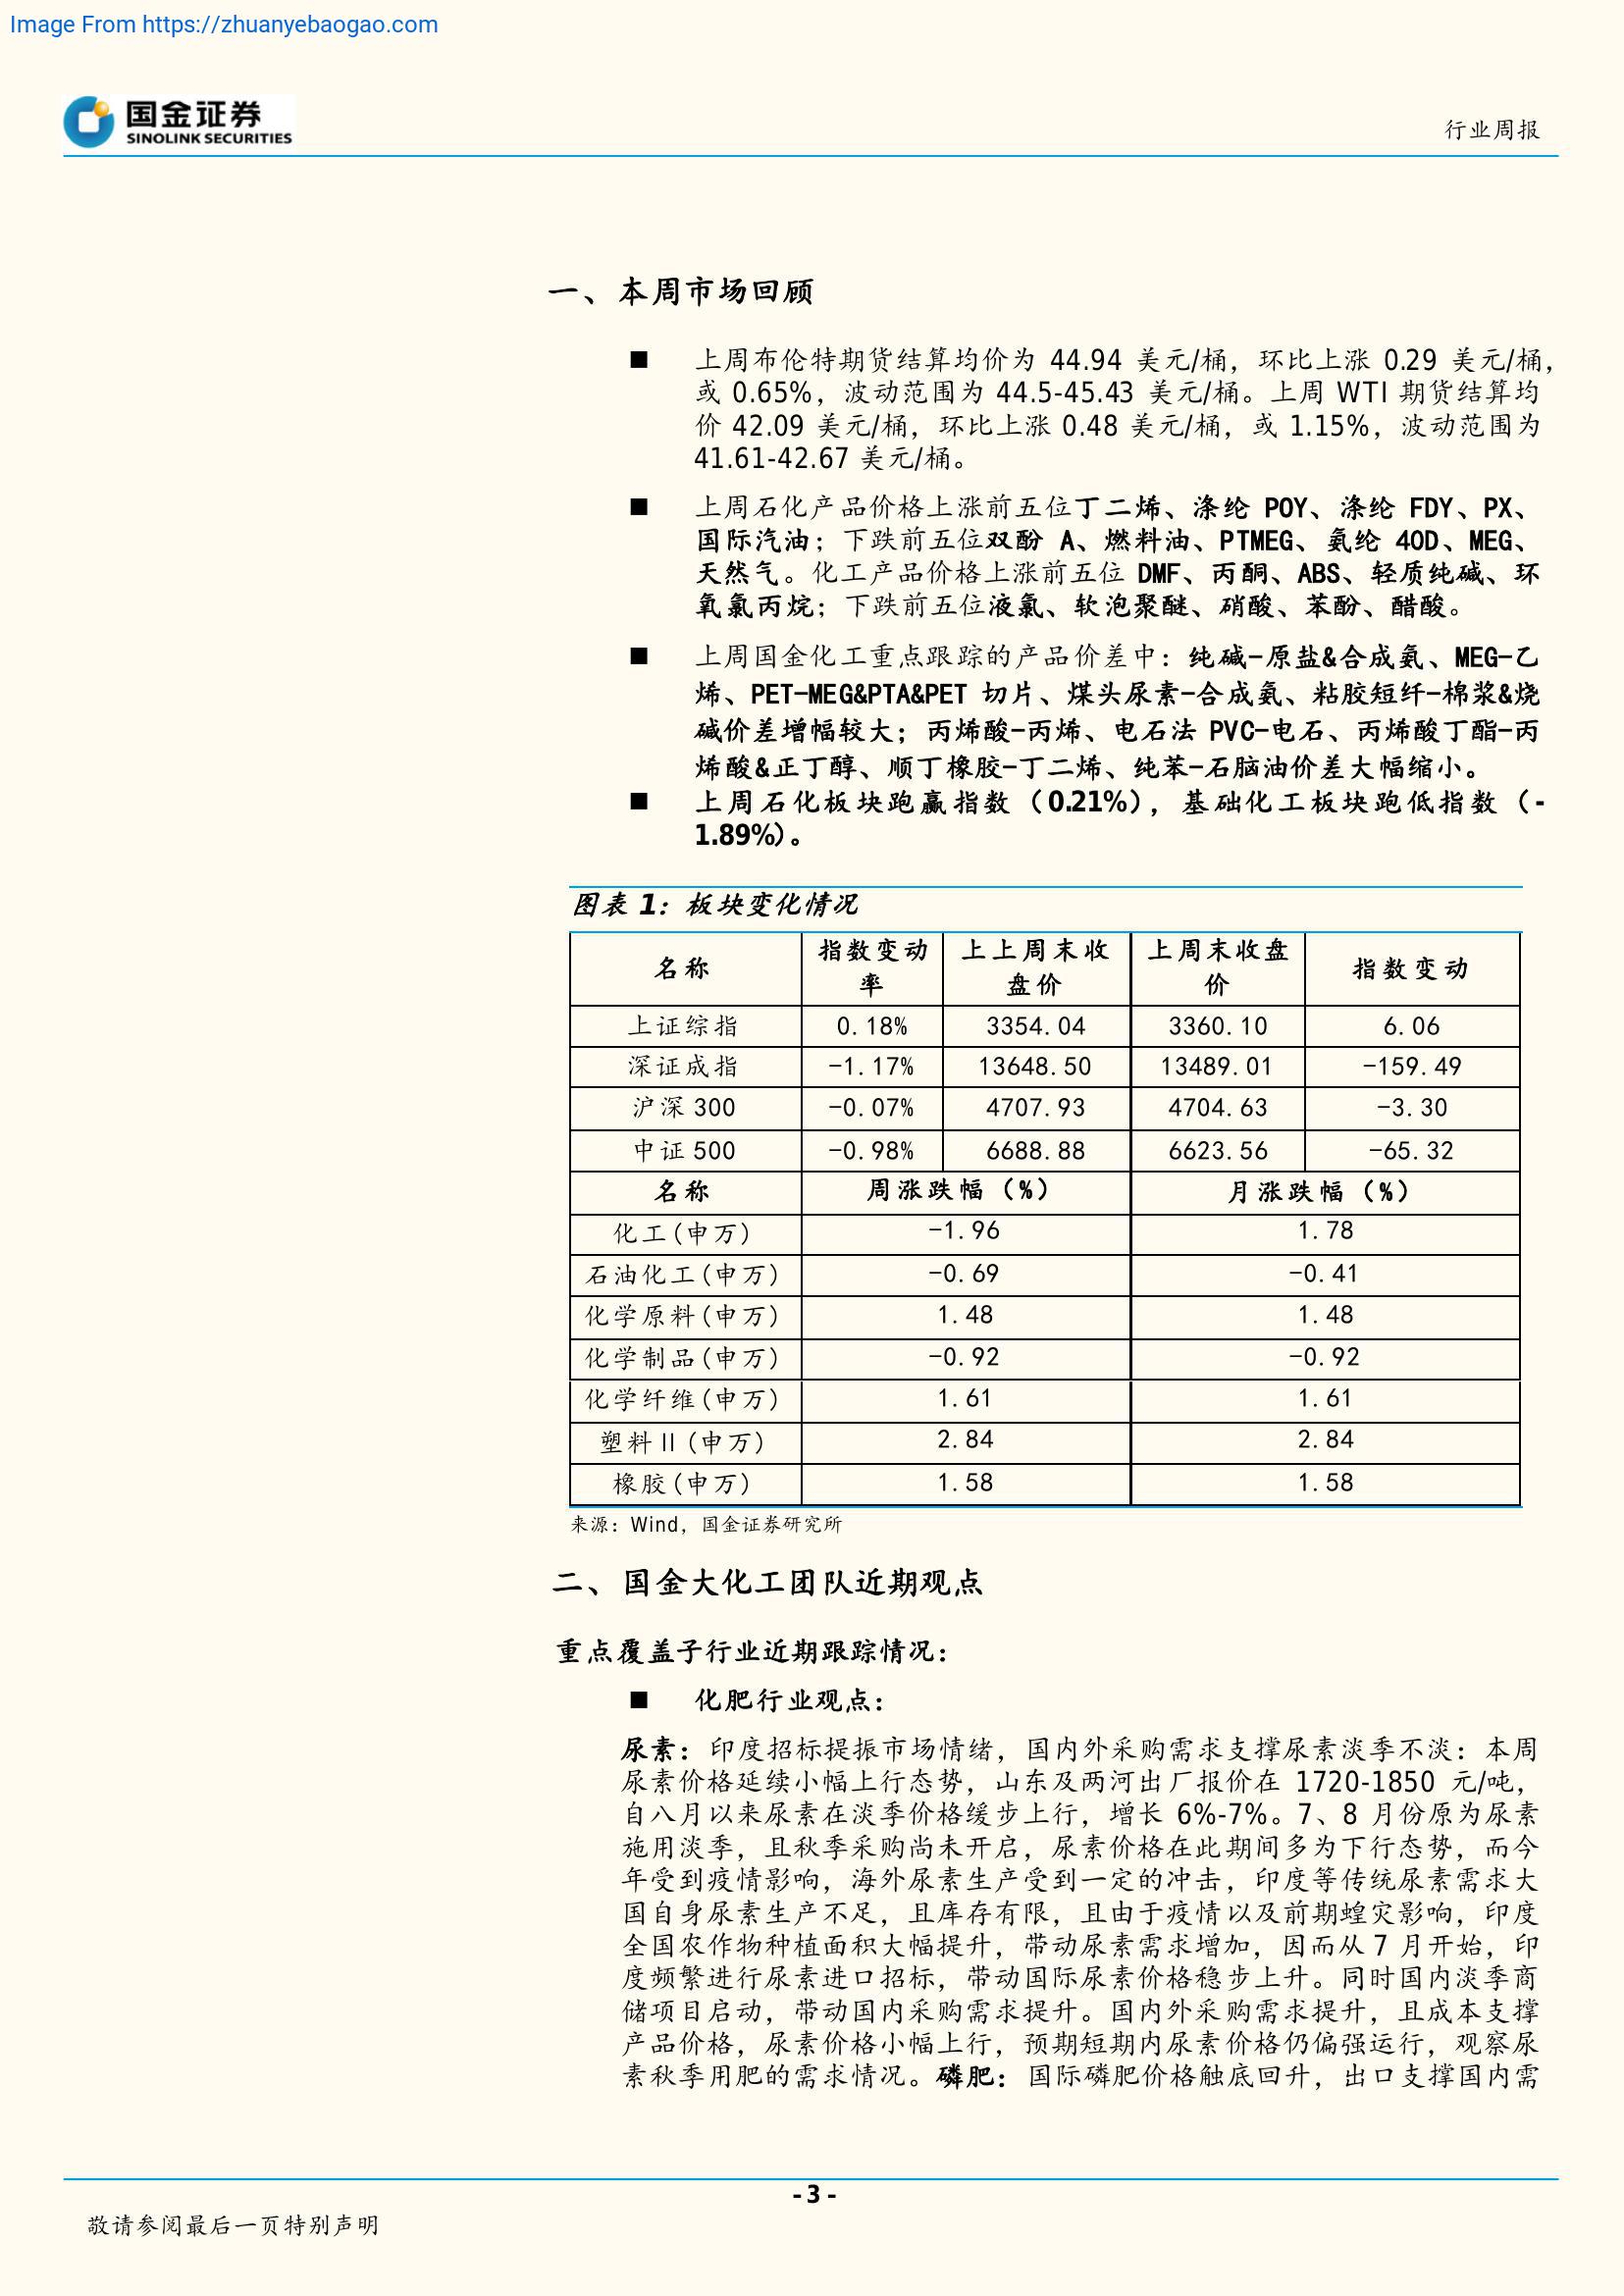 Image From https://zhuanyebaogao.com
国金证券
SINOLINK SECURITIES
行业周报
一、本周市场回顾
■ 上周布伦特期货结算均价为 44.94 美元/桶，环比上涨 0.29 美元/桶，
或 0.65%，波动范围为 44.5-45.43 美元/桶。上周 WTI 期货结算均
价 42.09 美元/桶，环比上涨 0.48 美元/桶，或 1.15%，波动范围为
41.61-42.67 美元/桶。
■ 上周石化产品价格上涨前五位丁二烯、涤纶 POY、涤纶 FDY、PX、
国际汽油；下跌前五位双酚 A、燃料油、PTMEG、氨纶 40D、MEG、
天然气。化工产品价格上涨前五位 DMF、丙酮、ABS、轻质纯碱、环
氧氯丙烷；下跌前五位液氯、软泡聚醚、硝酸、苯酚、醋酸。
■ 上周国金化工重点跟踪的产品价差中：纯碱-原盐&合成氨、MEG-乙
烯、PET-MEG&PTA&PET 切片、煤头尿素-合成氨、粘胶短纤-棉浆&烧
碱价差增幅较大；丙烯酸-丙烯、电石法 PVC-电石、丙烯酸丁酯-丙
烯酸&正丁醇、顺丁橡胶-丁二烯、纯苯-石脑油价差大幅缩小。
■ 上周石化板块跑赢指数（0.21%），基础化工板块跑低指数（-
1.89%）。
图表 1：板块变化情况
名称 指数变动率 上上周末收盘价 上周末收盘价 指数变动
上证综指 0.18% 3354.04 3360.10 6.06
深证成指 -1.17% 13648.50 13489.01 -159.49
沪深 300 -0.07% 4707.93 4704.63 -3.30
中证 500 -0.98% 6688.88 6623.56 -65.32
名称 周涨跌幅（%） 月涨跌幅（%）
化工(申万) -1.96 1.78
石油化工(申万) -0.69 -0.41
化学原料(申万) 1.48 1.48
化学制品(申万) -0.92 -0.92
化学纤维(申万) 1.61 1.61
塑料Ⅱ(申万) 2.84 2.84
橡胶(申万) 1.58 1.58
来源：Wind，国金证券研究所
二、国金大化工团队近期观点
重点覆盖子行业近期跟踪情况：
■ 化肥行业观点：
尿素：印度招标提振市场情绪，国内外采购需求支撑尿素淡季不淡：本周
尿素价格延续小幅上行态势，山东及两河出厂报价在 1720-1850 元/吨，
自八月以来尿素在淡季价格缓步上行，增长 6%-7%。7、8 月份原为尿素
施用淡季，且秋季采购尚未开启，尿素价格在此期间多为下行态势，而今
年受到疫情影响，海外尿素生产受到一定的冲击，印度等传统尿素需求大
国自身尿素生产不足，且库存有限，且由于疫情以及前期蝗灾影响，印度
全国农作物种植面积大幅提升，带动尿素需求增加，因而从 7 月开始，印
度频繁进行尿素进口招标，带动国际尿素价格稳步上升。同时国内淡季商
储项目启动，带动国内采购需求提升。国内外采购需求提升，且成本支撑
产品价格，尿素价格小幅上行，预期短期内尿素价格仍偏强运行，观察尿
素秋季用肥的需求情况。磷肥：国际磷肥价格触底回升，出口支撑国内需
- 3 -
敬请参阅最后一页特别声明